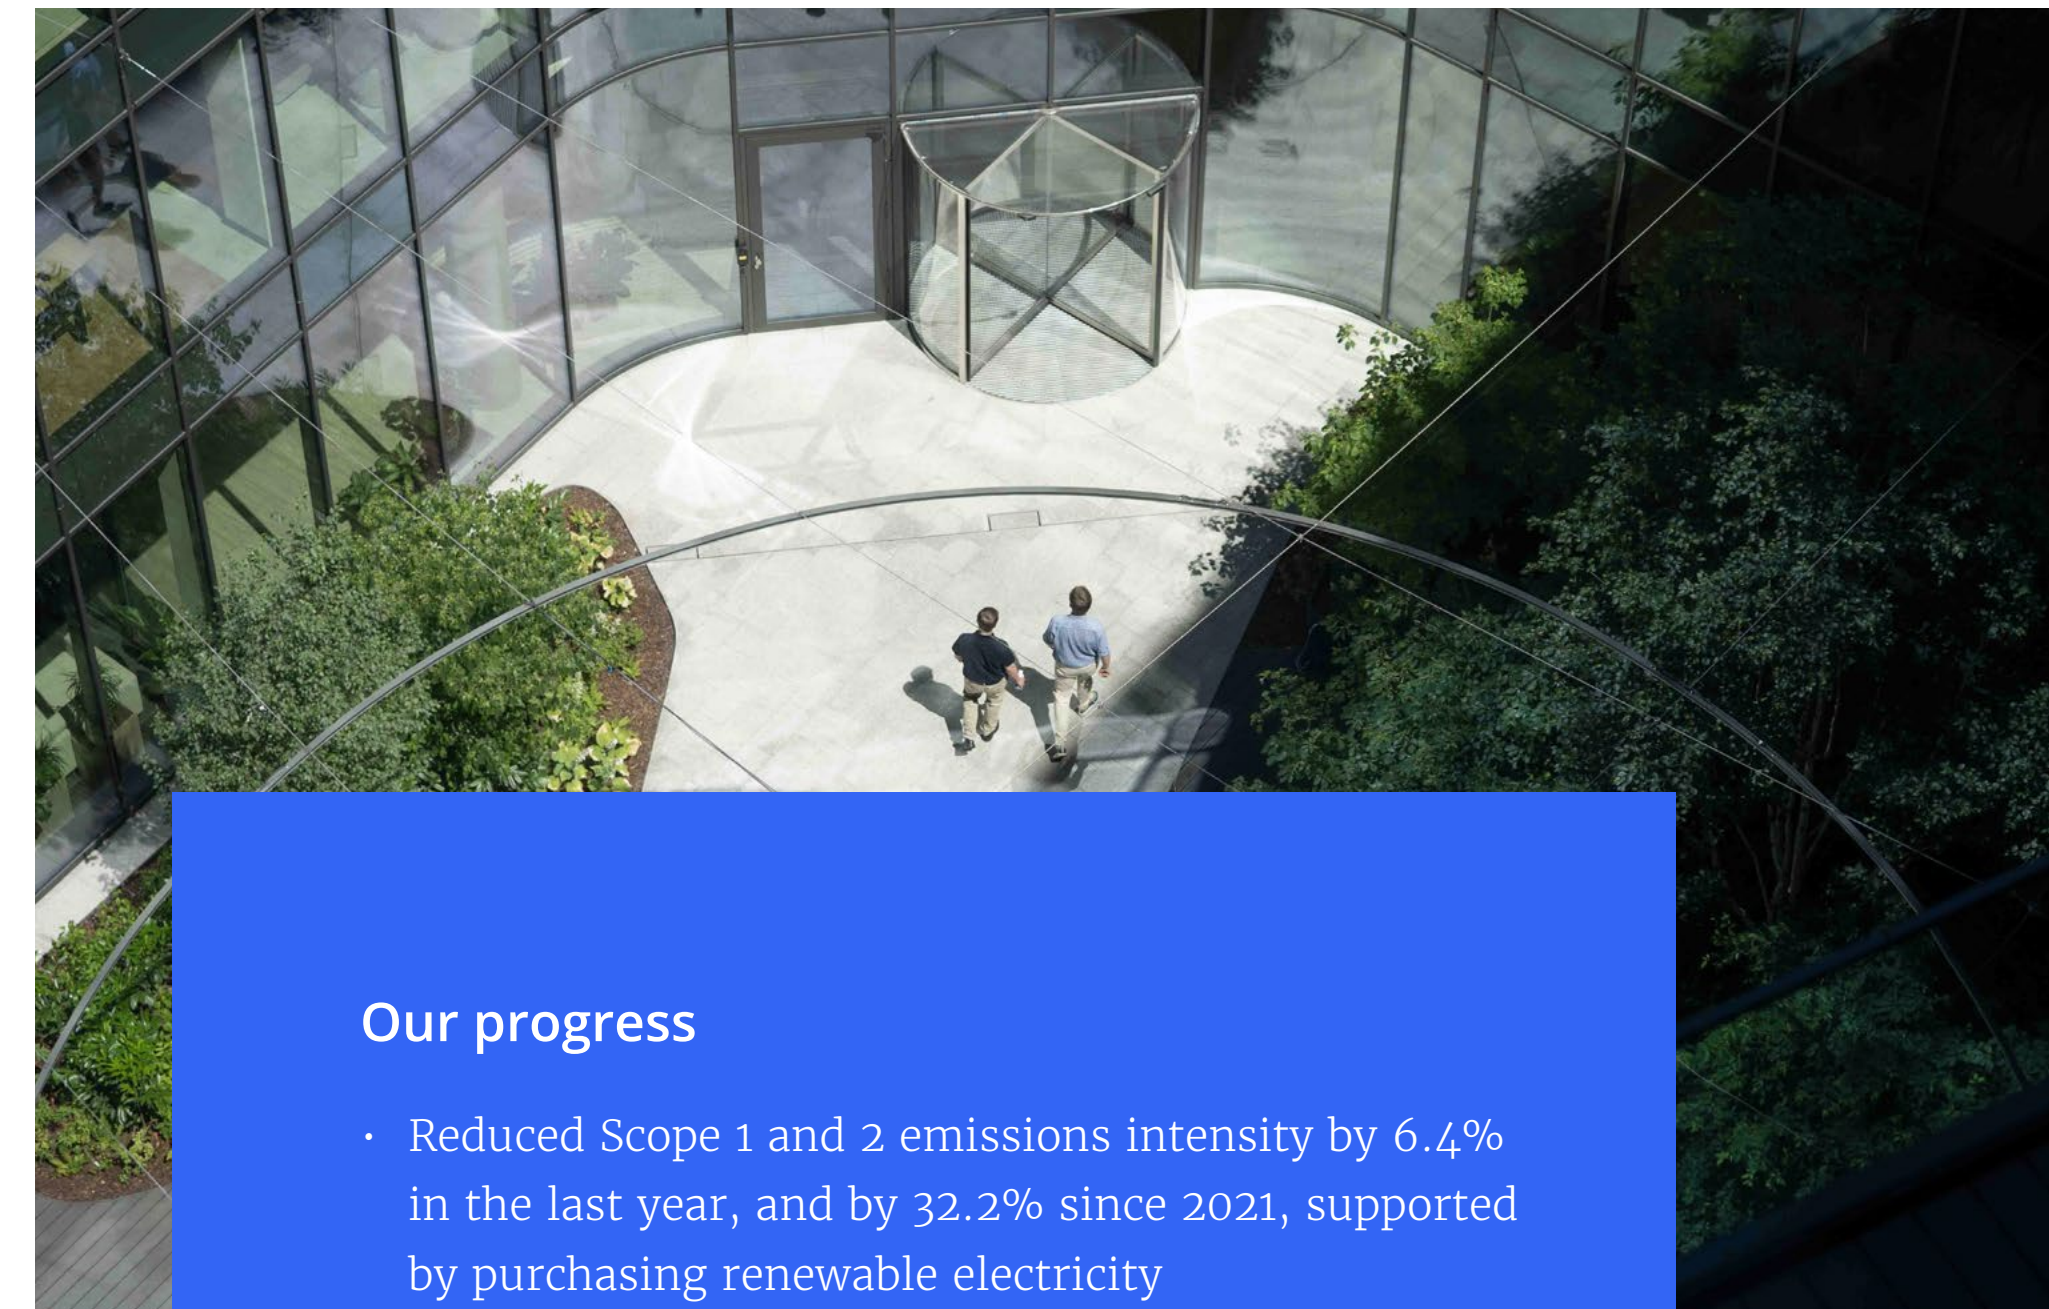 Our progress
· Reduced Scope 1 and 2 emissions intensity by 6.4%
in the last year, and by 32.2% since 2021, supported
by purchasing renewable electricity